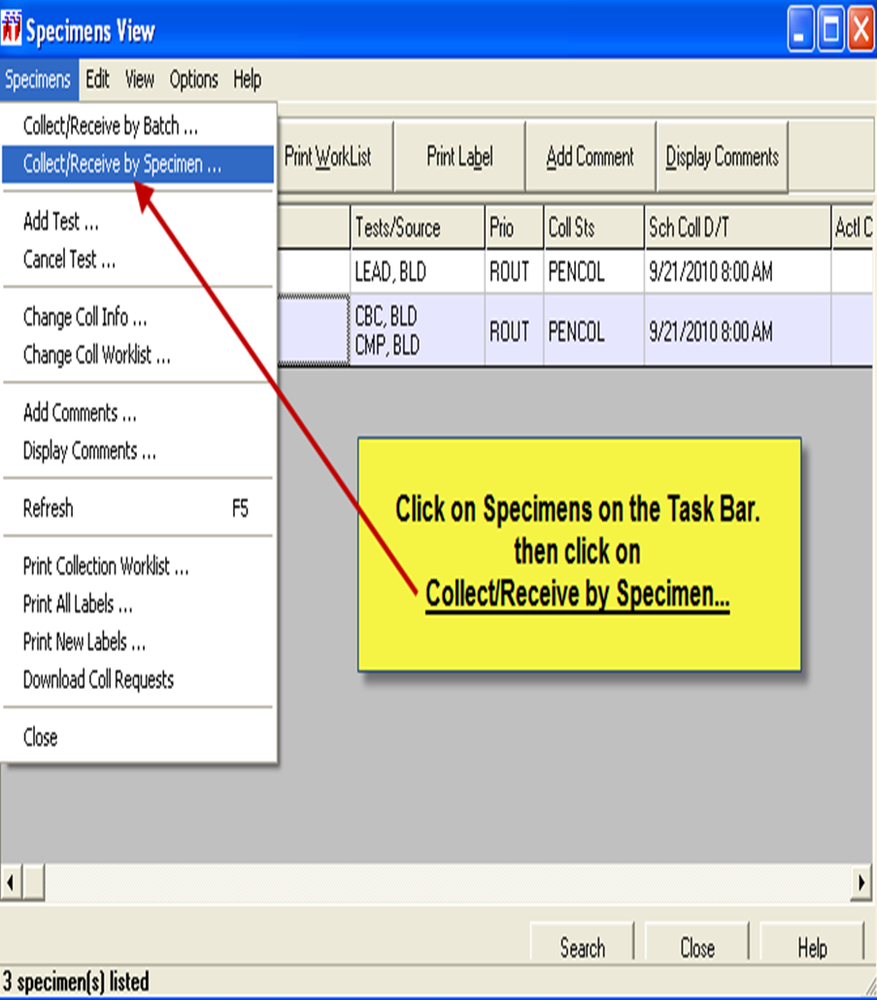 Specimens View
Specimens Edit View Options Help
Collect/Receive by Batch ...
Collect/Receive by Specimen ...
Add Test ...
Cancel Test ...
Change Coll Info ...
Change Coll Worklist ...
Add Comments ...
Display Comments ...
Refresh F5
Print Collection Worklist ...
Print All Labels ...
Print New Labels ...
Download Coll Requests
Close
Print WorkList Print Label Add Comment Display Comments
Tests/Source Prio Coll Sts Sch Coll D/T Actl C
LEAD, BLD ROUT PENCOL 9/21/2010 8:00 AM
CBC, BLD
CMP, BLD ROUT PENCOL 9/21/2010 8:00 AM
Click on Specimens on the Task Bar.
then click on
Collect/Receive by Specimen...
Search Close Help
3 specimen(s) listed